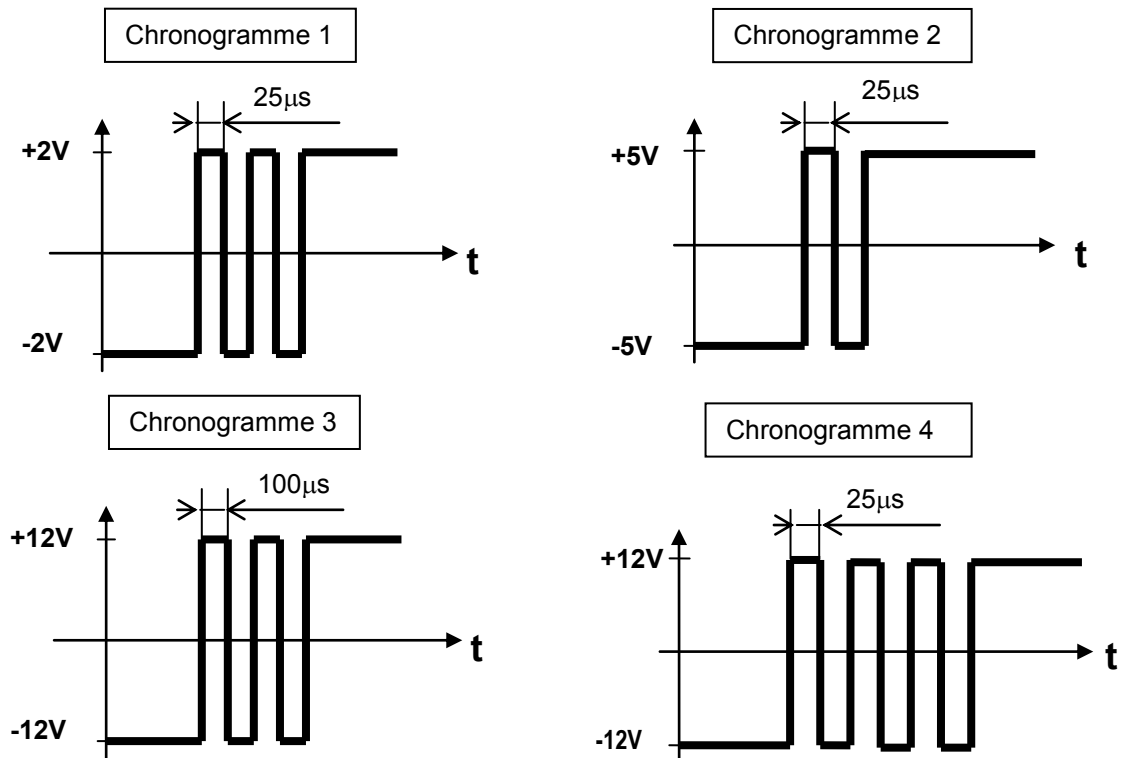 Chronogramme 1
25μs
+2V
t
-2V
Chronogramme 2
25μs
+5V
t
-5V
Chronogramme 3
100μs
+12V
t
-12V
Chronogramme 4
25μs
+12V
t
-12V